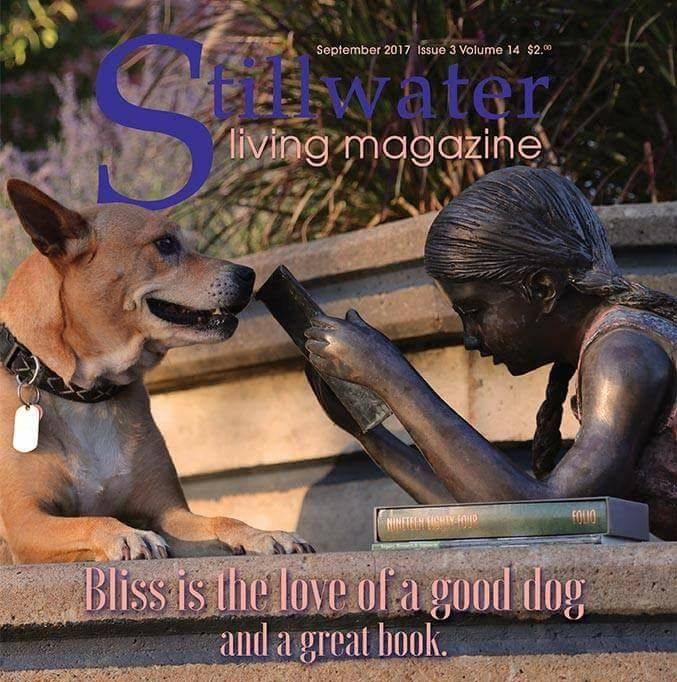 September 2017 Issue 3 Volume 14 $2.00
Stillwater
living magazine
NINETEEN EIGHTY-FOUR FOLIO
Bliss is the love of a good dog
and a great book.